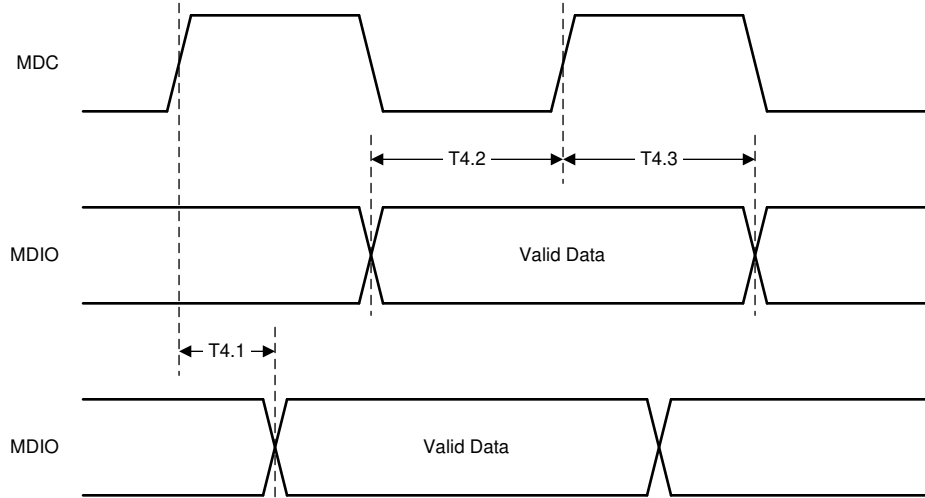 MDC
T4.2
T4.3
MDIO
Valid Data
T4.1
MDIO
Valid Data